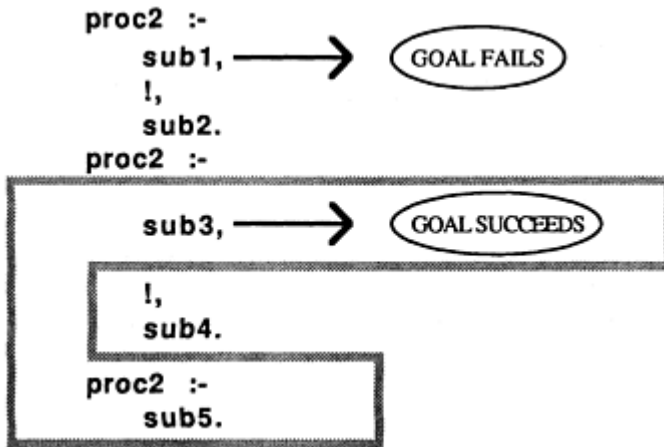 proc2 :-
sub1, GOAL FAILS
!,
sub2.
proc2 :-
sub3, GOAL SUCCEEDS
!,
sub4.
proc2 :-
sub5.